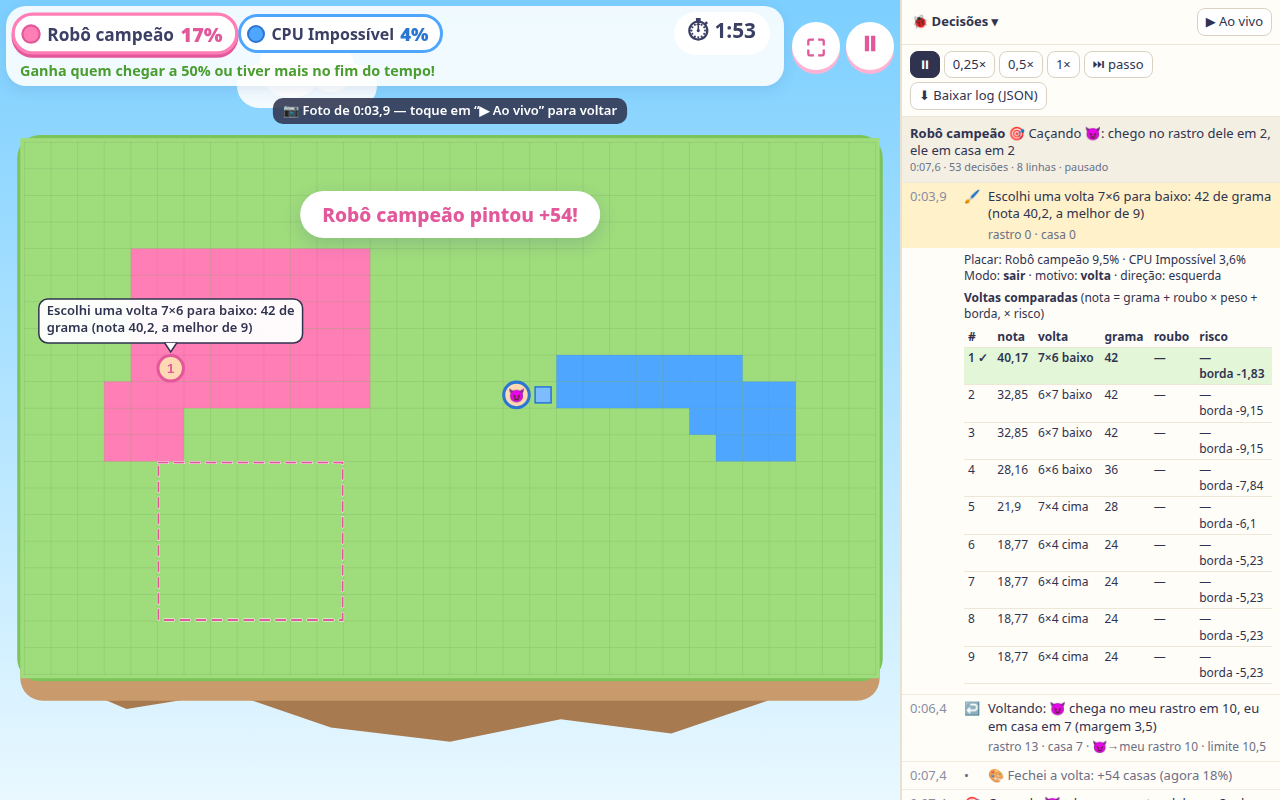 Robô campeão 17%
CPU Impossível 4%
⏱ 1:53
Ganha quem chegar a 50% ou tiver mais no fim do tempo!
📷 Foto de 0:03,9 — toque em “▶ Ao vivo” para voltar
Robô campeão pintou +54!
Escolhi uma volta 7×6 para baixo: 42 de
grama (nota 40,2, a melhor de 9)
1
🐞 Decisões ▾
▶ Ao vivo
⏸ 0,25× 0,5× 1× ⏭ passo
⬇ Baixar log (JSON)
Robô campeão 🎯 Caçando 😈: chego no rastro dele em 2,
ele em casa em 2
0:07,6 · 53 decisões · 8 linhas · pausado
0:03,9 🖌️ Escolhi uma volta 7×6 para baixo: 42 de grama
(nota 40,2, a melhor de 9)
rastro 0 · casa 0
Placar: Robô campeão 9,5% · CPU Impossível 3,6%
Modo: sair · motivo: volta · direção: esquerda
Voltas comparadas (nota = grama + roubo × peso +
borda, × risco)
# nota volta grama roubo risco
1 ✓ 40,17 7×6 baixo 42 — —
borda -1,83
2 32,85 6×7 baixo 42 — —
borda -9,15
3 32,85 6×7 baixo 42 — —
borda -9,15
4 28,16 6×6 baixo 36 — —
borda -7,84
5 21,9 7×4 cima 28 — —
borda -6,1
6 18,77 6×4 cima 24 — —
borda -5,23
7 18,77 6×4 cima 24 — —
borda -5,23
8 18,77 6×4 cima 24 — —
borda -5,23
9 18,77 6×4 cima 24 — —
borda -5,23
0:06,4 ↩️ Voltando: 😈 chega no meu rastro em 10, eu
em casa em 7 (margem 3,5)
rastro 13 · casa 7 · 😈→meu rastro 10 · limite 10,5
0:07,4 • 🎨 Fechei a volta: +54 casas (agora 18%)